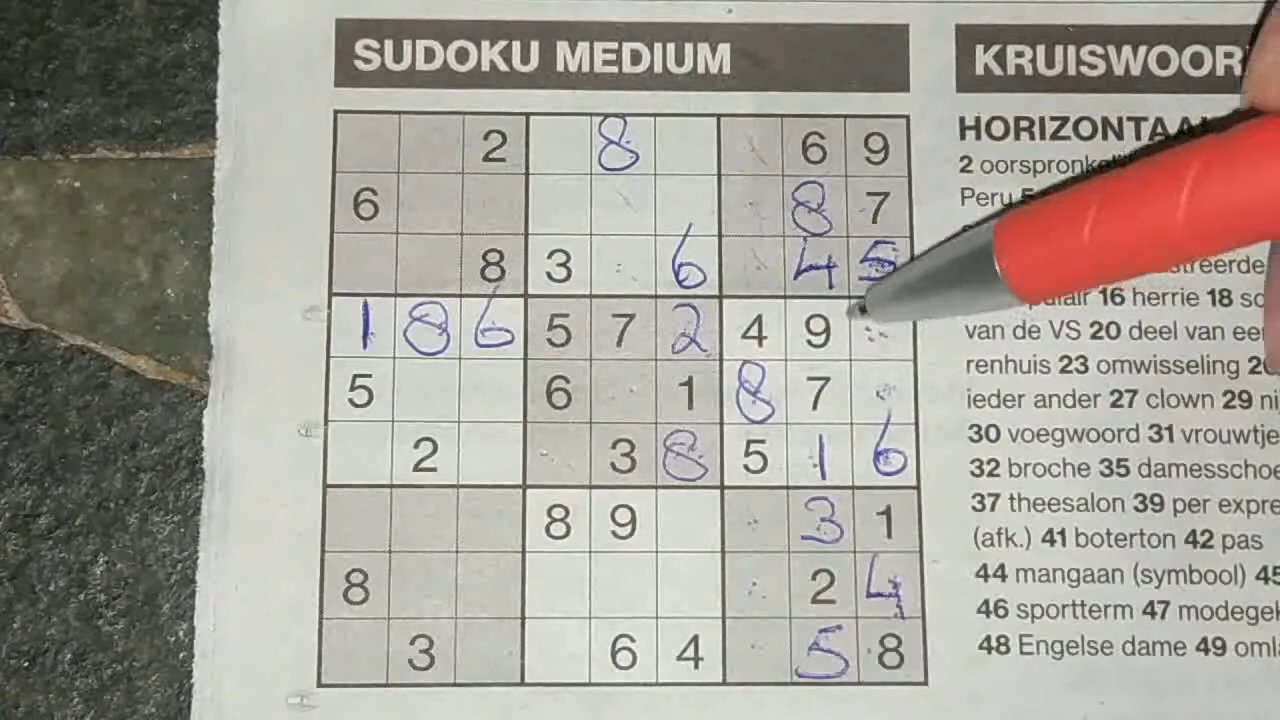 SUDOKU MEDIUM
2 8 6 9
6 8 7
8 3 6 4 5
1 8 6 5 7 2 4 9
5 6 1 8 7
2 3 8 5 1 6
8 9 3 1
8 2 4
3 6 4 5 8
KRUISWOOR
HORIZONTAA
2 oorspronke
Peru 5
streerde
16 herrie 18 sc
van de VS 20 deel van ee
renhuis 23 omwisseling 2
ieder ander 27 clown 29 ni
30 voegwoord 31 vrouwtje
32 broche 35 damesschoe
37 theesalon 39 per expre
(afk.) 41 boterton 42 pas
44 mangaan (symbool) 45
46 sportterm 47 modege
48 Engelse dame 49 oml